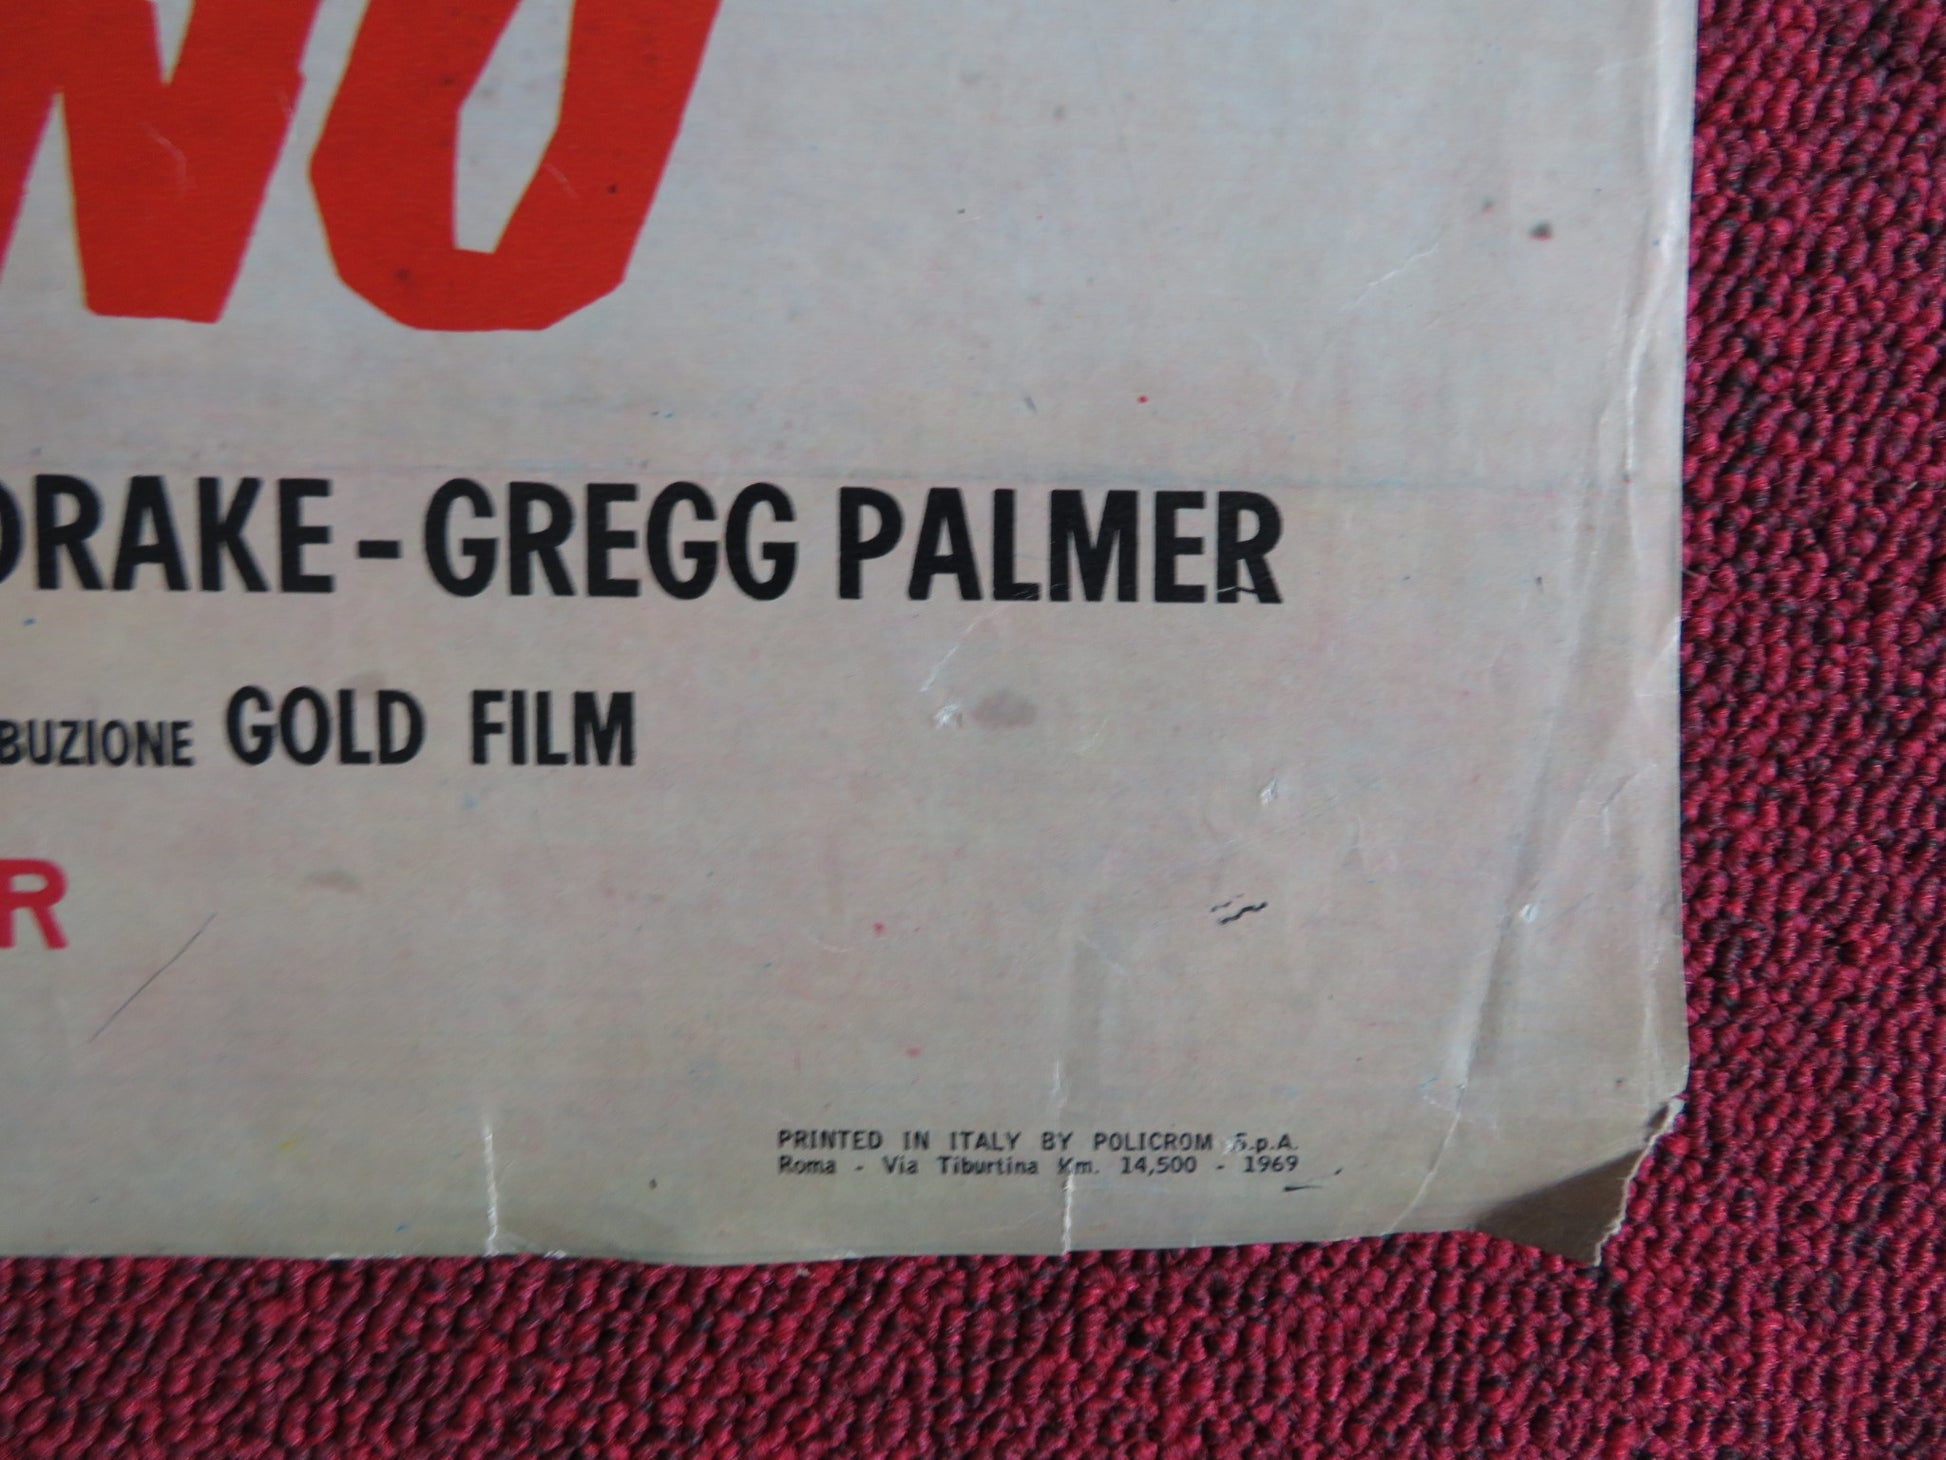 NO
DRAKE - GREGG PALMER
BUZIONE GOLD FILM
R
PRINTED IN ITALY BY POLICROM S.p.A.
Roma - Via Tiburtina Km. 14,500 - 1969